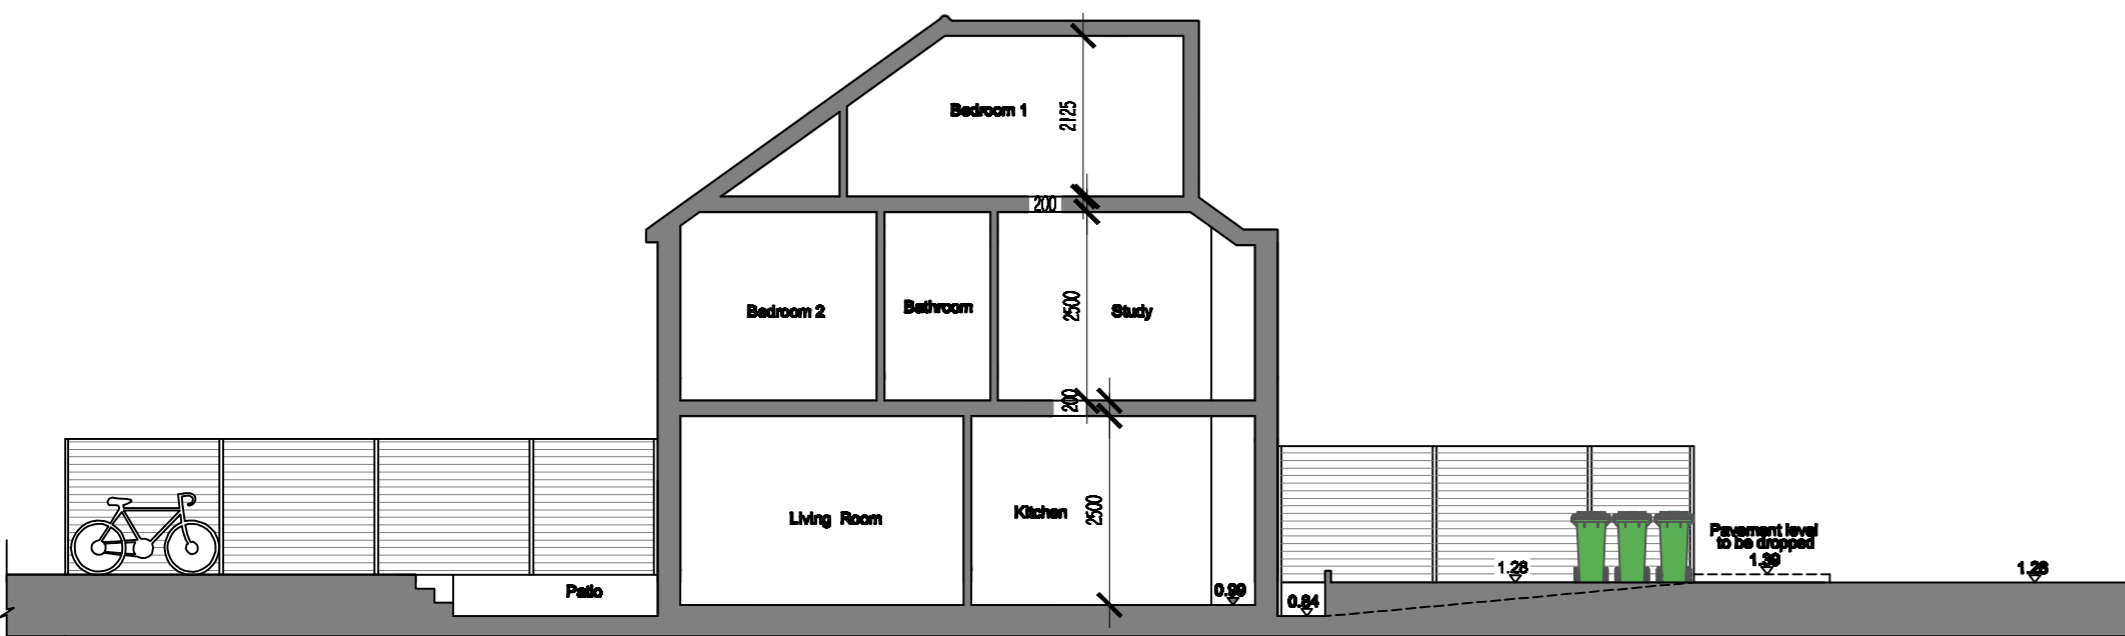 Bedroom 1
2125
200
Bedroom 2
Bathroom
2500
Study
200
Living Room
Kitchen
2500
Pavement level
to be dropped
1.39
1.28
1.28
Patio
0.99
0.84